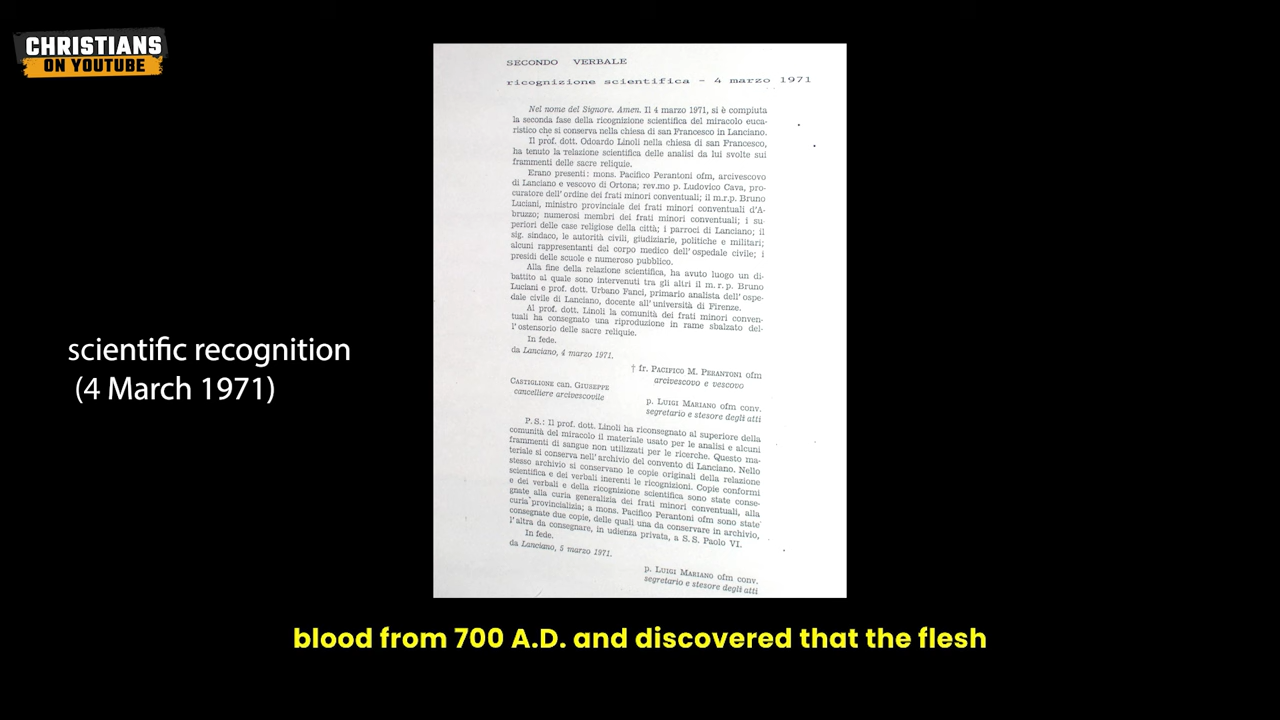 CHRISTIANS
ON YOUTUBE
SECONDO VERBALE
ricognizione scientifica - 4 marzo 1971
Nel nome del Signore. Amen. Il 4 marzo 1971, si è compiuta
la seconda fase della ricognizione scientifica del miracolo euca-
ristico che si conserva nella chiesa di san Francesco in Lanciano.
Il prof. dott. Odoardo Linoli nella chiesa di san Francesco,
ha tenuto la relazione scientifica delle analisi da lui svolte sui
frammenti delle sacre reliquie.
Erano presenti: mons. Pacifico Perantoni ofm, arcivescovo
di Lanciano e vescovo di Ortona; rev.mo p. Ludovico Cava, pro-
curatore dell'ordine dei frati minori conventuali; il m.r.p. Bruno
Luciani, ministro provinciale dei frati minori conventuali d'A-
bruzzo; numerosi membri dei frati minori conventuali; i su-
periori delle case religiose della città; i parroci di Lanciano; il
sig. sindaco, le autorità civili, giudiziarie, politiche e militari;
alcuni rappresentanti del corpo medico dell'ospedale civile; i
presidi delle scuole e numeroso pubblico.
Alla fine della relazione scientifica, ha avuto luogo un di-
battito al quale sono intervenuti tra gli altri il m.r.p. Bruno
Luciani e prof. dott. Urbano Fanci, primario analista dell'ospe-
dale civile di Lanciano, docente all'università di Firenze.
Al prof. dott. Linoli la comunità dei frati minori conven-
tuali ha consegnato una riproduzione in rame sbalzato del-
l'ostensorio delle sacre reliquie.
In fede.
da Lanciano, 4 marzo 1971.
† fr. PACIFICO M. PERANTONI ofm
arcivescovo e vescovo
CASTIGLIONE can. GIUSEPPE
cancelliere arcivescovile
p. LUIGI MARIANO ofm conv.
segretario e stesore degli atti
P.S.: Il prof. dott. Linoli ha riconsegnato al superiore della
comunità del miracolo il materiale usato per le analisi e alcuni
frammenti di sangue non utilizzati per le ricerche. Questo ma-
teriale si conserva nell'archivio del convento di Lanciano. Nello
stesso archivio si conservano le copie originali della relazione
scientifica e dei verbali inerenti le ricognizioni. Copie conformi
e dei verbali e della ricognizione scientifica sono state conse-
gnate alla curia generalizia dei frati minori conventuali, alla
curia provincializia; a mons. Pacifico Perantoni ofm sono state
consegnate due copie, delle quali una da conservare in archivio,
l'altra da consegnare, in udienza privata, a S.S. Paolo VI.
In fede.
da Lanciano, 5 marzo 1971.
p. LUIGI MARIANO ofm conv.
segretario e stesore degli atti
scientific recognition
(4 March 1971)
blood from 700 A.D. and discovered that the flesh